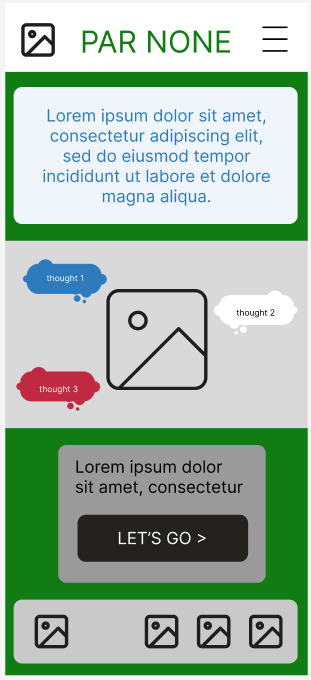 PAR NONE
Lorem ipsum dolor sit amet,
consectetur adipiscing elit,
sed do eiusmod tempor
incididunt ut labore et dolore
magna aliqua.
thought 1
thought 2
thought 3
Lorem ipsum dolor
sit amet, consectetur
LET’S GO >